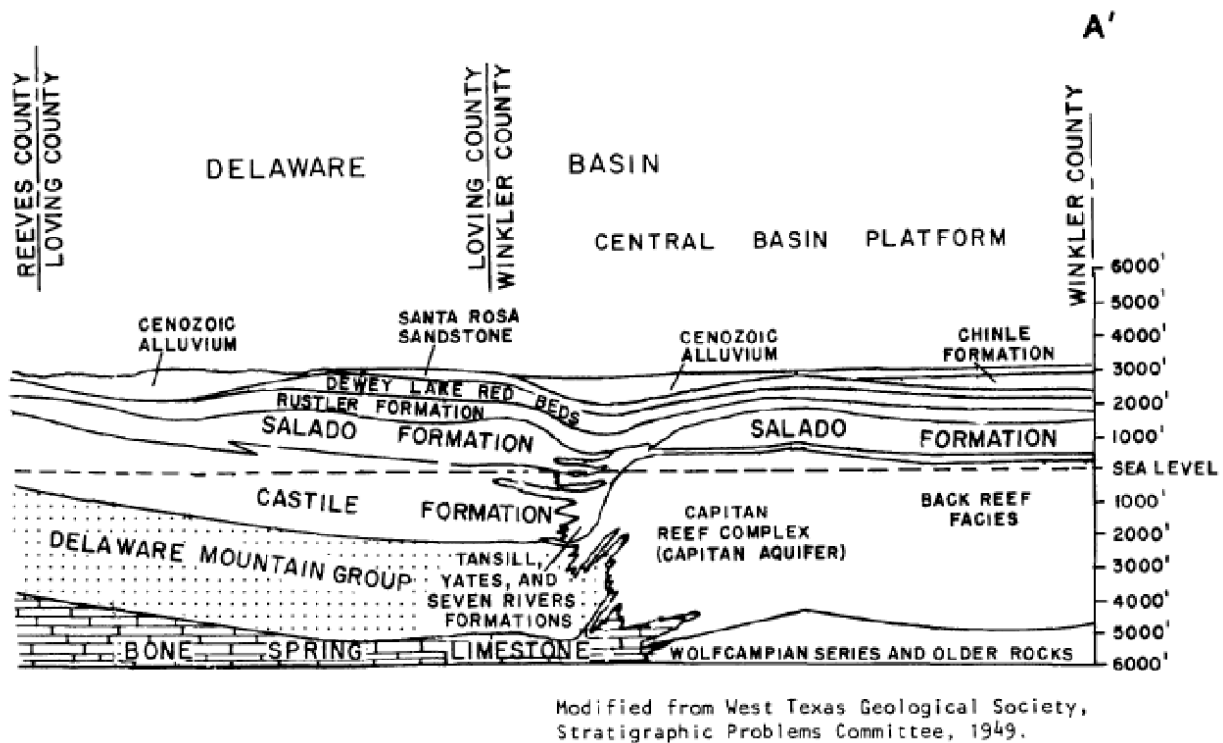 A'
REEVES COUNTY
LOVING COUNTY
LOVING COUNTY
WINKLER COUNTY
WINKLER COUNTY
DELAWARE BASIN
CENTRAL BASIN PLATFORM
6000'
5000'
4000'
3000'
2000'
1000'
SEA LEVEL
1000'
2000'
3000'
4000'
5000'
6000'
CENOZOIC
ALLUVIUM
SANTA ROSA
SANDSTONE
CENOZOIC
ALLUVIUM
CHINLE
FORMATION
DEWEY LAKE RED BEDS
RUSTLER FORMATION
SALADO FORMATION
SALADO FORMATION
CASTILE FORMATION
CAPITAN
REEF COMPLEX
(CAPITAN AQUIFER)
BACK REEF
FACIES
DELAWARE MOUNTAIN GROUP
TANSILL,
YATES, AND
SEVEN RIVERS
FORMATIONS
BONE SPRING LIMESTONE
WOLFCAMPIAN SERIES AND OLDER ROCKS
Modified from West Texas Geological Society,
Stratigraphic Problems Committee, 1949.